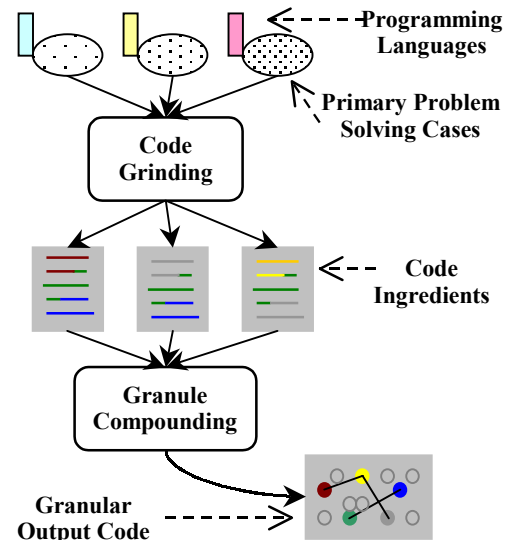 Programming
Languages
Primary Problem
Solving Cases
Code
Grinding
Code
Ingredients
Granule
Compounding
Granular
Output Code